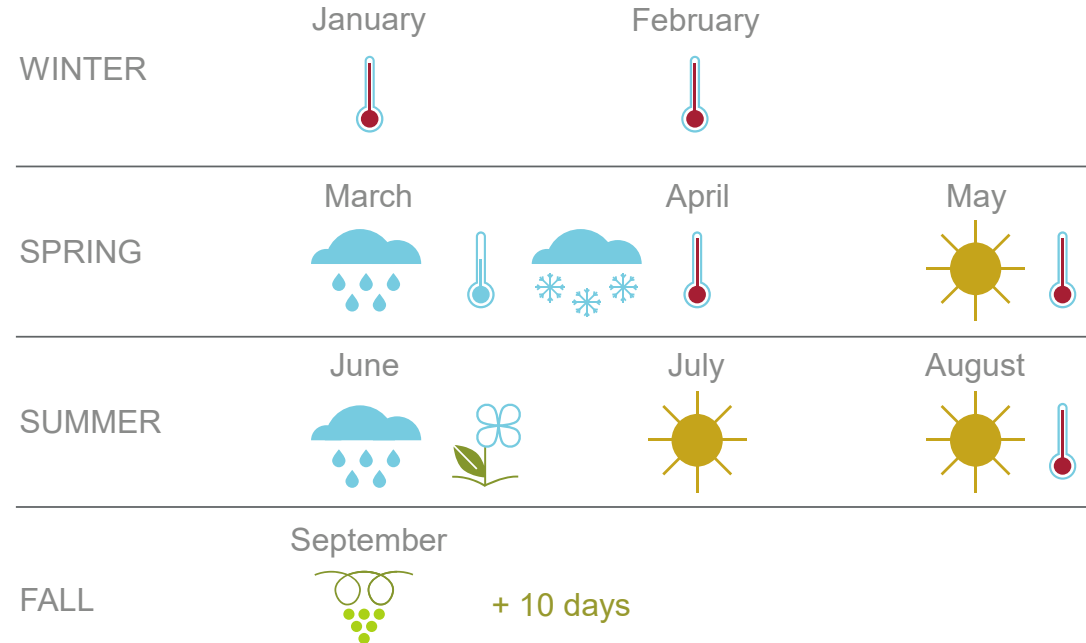 January February
WINTER
March April May
SPRING
June July August
SUMMER
September
FALL
+ 10 days